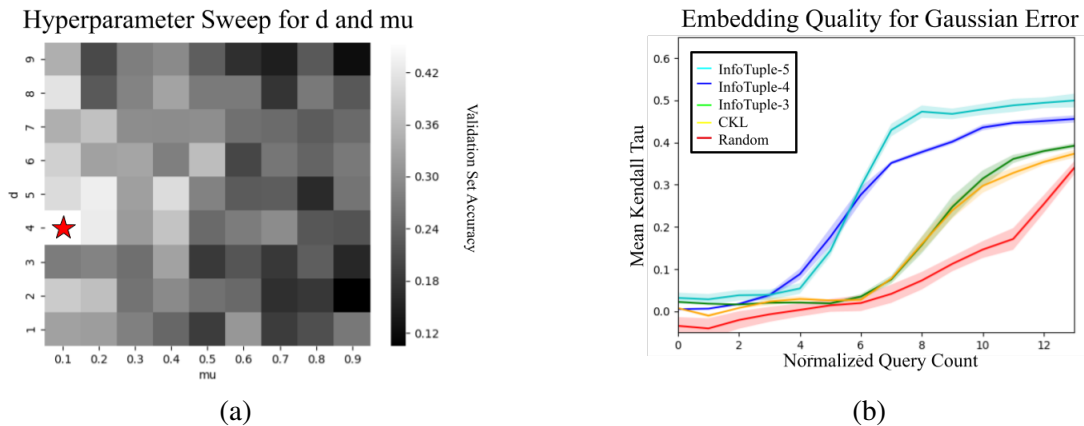 Hyperparameter Sweep for d and mu
9
8
7
6
5
4
3
2
1
d
0.1 0.2 0.3 0.4 0.5 0.6 0.7 0.8 0.9
mu
0.42
0.36
0.30
0.24
0.18
0.12
Validation Set Accuracy
(a)
Embedding Quality for Gaussian Error
0.6
0.5
0.4
0.3
0.2
0.1
0.0
Mean Kendall Tau
InfoTuple-5
InfoTuple-4
InfoTuple-3
CKL
Random
0 2 4 6 8 10 12
Normalized Query Count
(b)